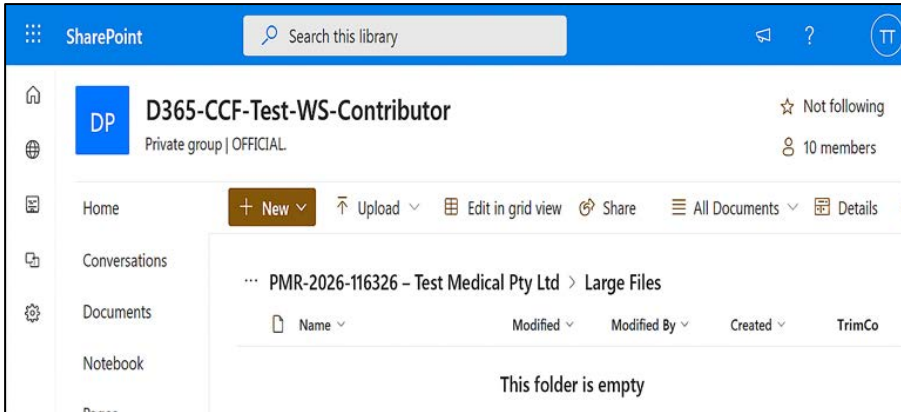 SharePoint Search this library ? TT
DP D365-CCF-Test-WS-Contributor
Private group | OFFICIAL.
Not following
10 members
Home + New Upload Edit in grid view Share All Documents Details
Conversations
... PMR-2026-116326 – Test Medical Pty Ltd > Large Files
Documents Name Modified Modified By Created TrimCo
Notebook
This folder is empty